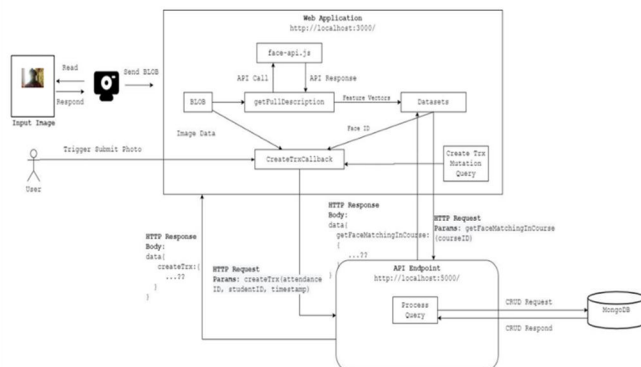 Web Application
http://localhost:3000/
face-api.js
Read
Send BLOB
API Call
API Response
Respond
BLOB
getFullDescription
Feature Vectors
Datasets
Input Image
Image Data
Face ID
Trigger Submit Photo
CreateTrxCallback
Create Trx
Mutation
Query
User
HTTP Response
Body:
data{
createTrx:{
...??
}
}
HTTP Request
Params: createTrx(attendance
ID, studentID, timestamp)
HTTP Response
Body:
data{
getFaceMatchingInCourse:
{
...??
}
}
HTTP Request
Params: getFaceMatchingInCourse
(courseID)
API Endpoint
http://localhost:5000/
Process
Query
CRUD Request
CRUD Respond
MongoDB